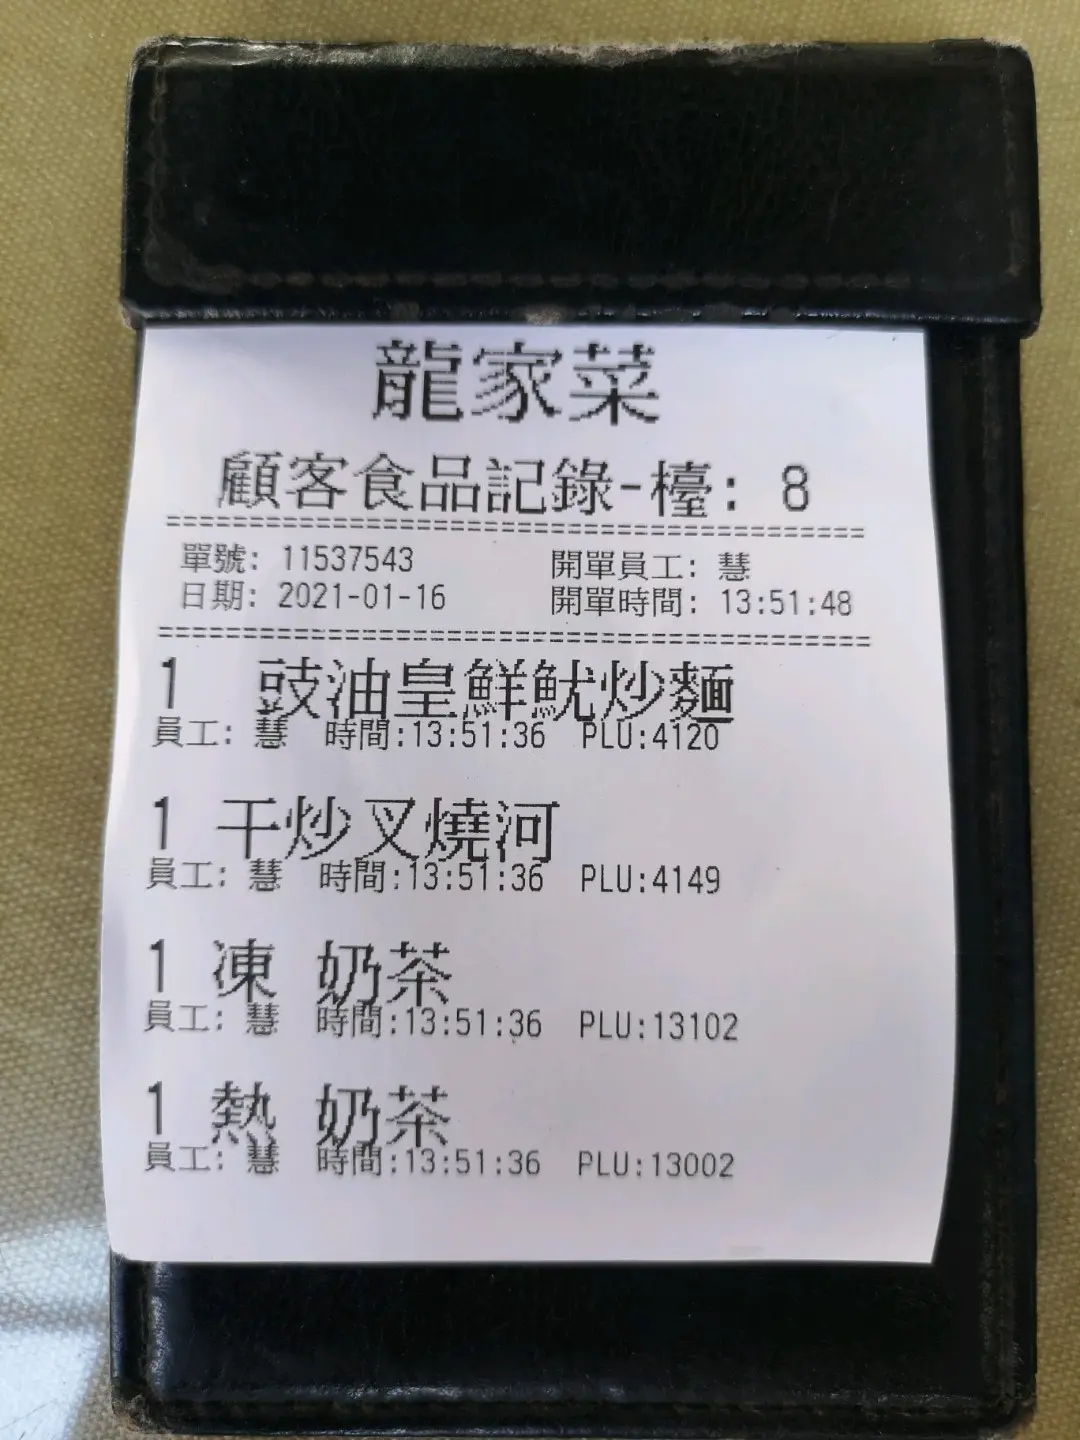 龍家菜
顧客食品記錄-檯: 8
單號: 11537543 開單員工: 慧
日期: 2021-01-16 開單時間: 13:51:48
1 豉油皇鮮魷炒麵
員工: 慧 時間:13:51:36 PLU:4120
1 干炒叉燒河
員工: 慧 時間:13:51:36 PLU:4149
1 凍 奶茶
員工: 慧 時間:13:51:36 PLU:13102
1 熱 奶茶
員工: 慧 時間:13:51:36 PLU:13002